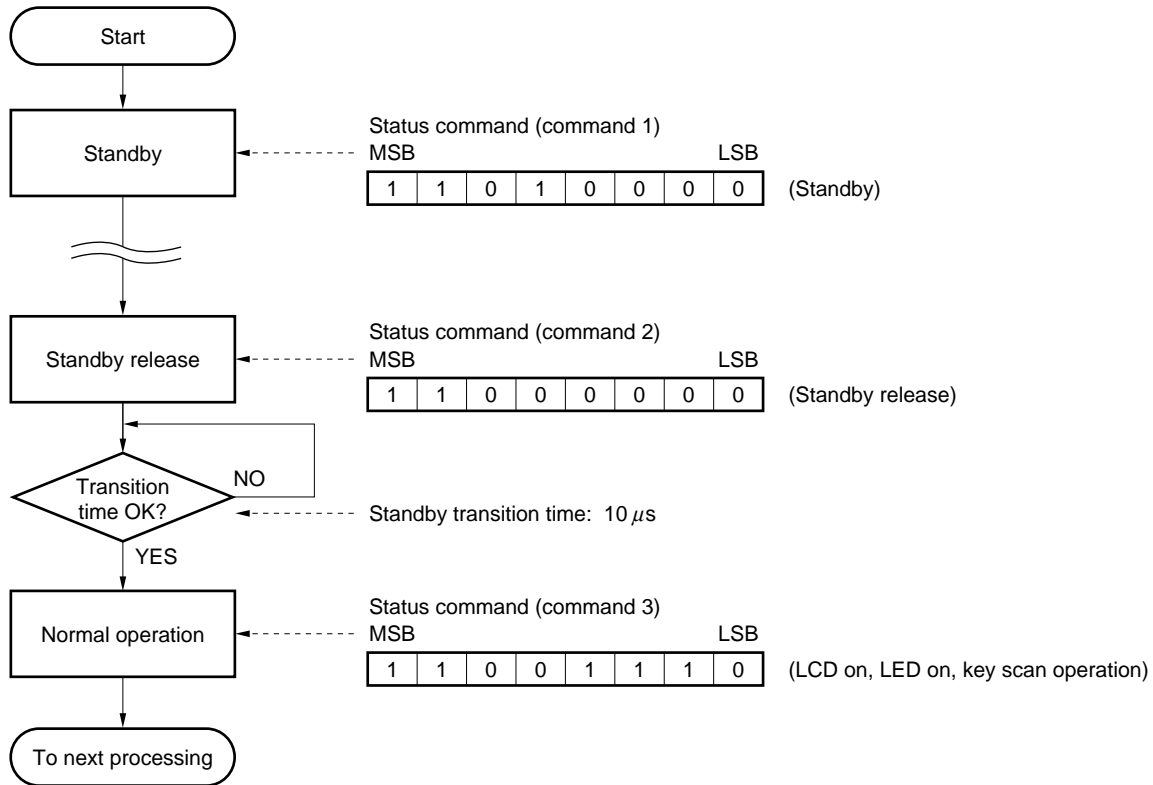 Start
Status command (command 1)
MSB LSB
Standby
1 1 0 1 0 0 0 0 (Standby)
Status command (command 2)
Standby release
MSB LSB
1 1 0 0 0 0 0 0 (Standby release)
NO
Transition
time OK?
Standby transition time: 10 μs
YES
Status command (command 3)
Normal operation
MSB LSB
1 1 0 0 1 1 1 0 (LCD on, LED on, key scan operation)
To next processing